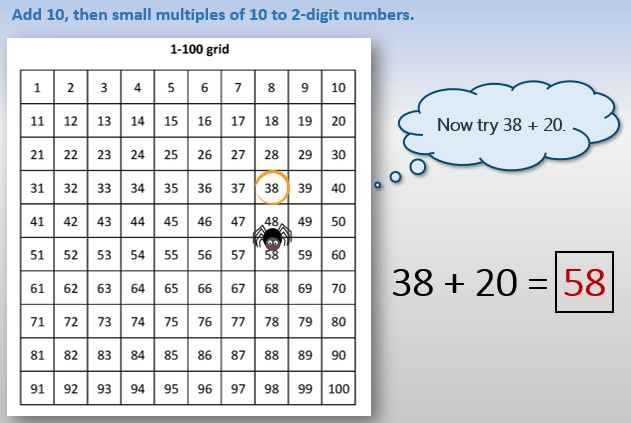 Add 10, then small multiples of 10 to 2-digit numbers.
1-100 grid
1 2 3 4 5 6 7 8 9 10
11 12 13 14 15 16 17 18 19 20
21 22 23 24 25 26 27 28 29 30
31 32 33 34 35 36 37 38 39 40
41 42 43 44 45 46 47 48 49 50
51 52 53 54 55 56 57 58 59 60
61 62 63 64 65 66 67 68 69 70
71 72 73 74 75 76 77 78 79 80
81 82 83 84 85 86 87 88 89 90
91 92 93 94 95 96 97 98 99 100
Now try 38 + 20.
38 + 20 = 58